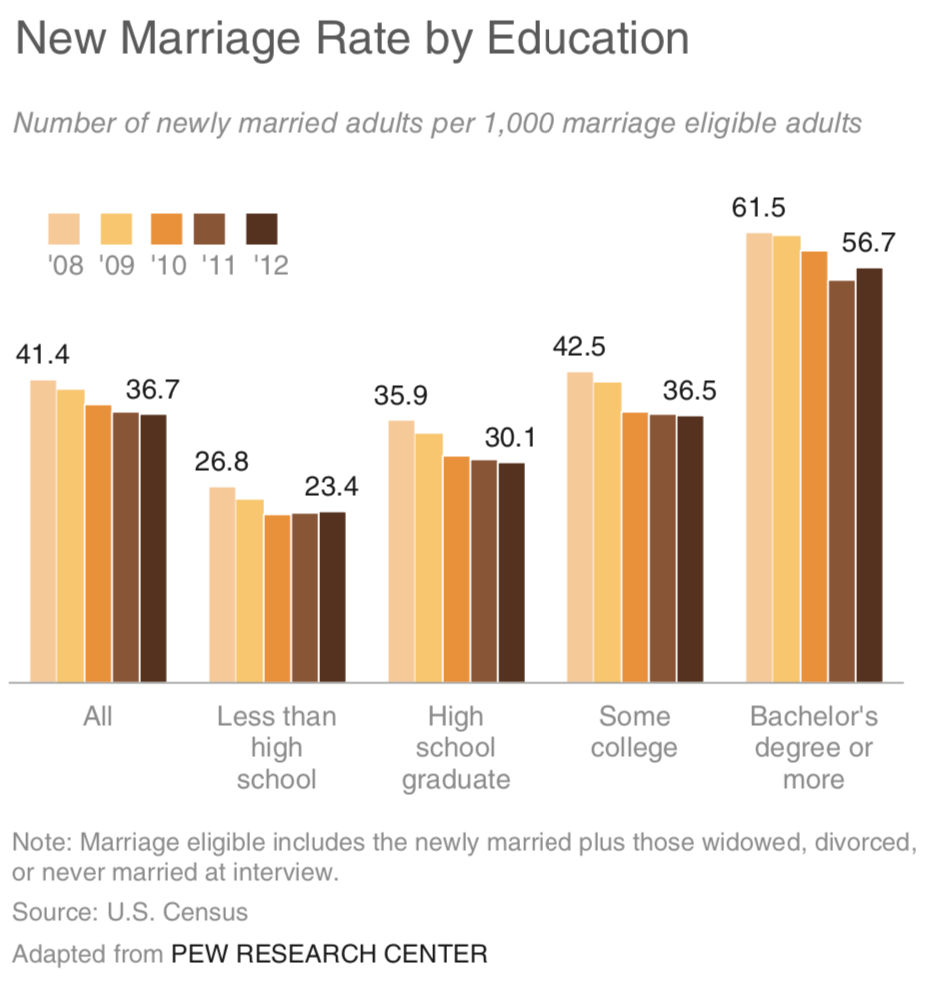 New Marriage Rate by Education
Number of newly married adults per 1,000 marriage eligible adults
'08 '09 '10 '11 '12
41.4
36.7
26.8
23.4
35.9
30.1
42.5
36.5
61.5
56.7
All
Less than
high
school
High
school
graduate
Some
college
Bachelor's
degree or
more
Note: Marriage eligible includes the newly married plus those widowed, divorced,
or never married at interview.
Source: U.S. Census
Adapted from PEW RESEARCH CENTER